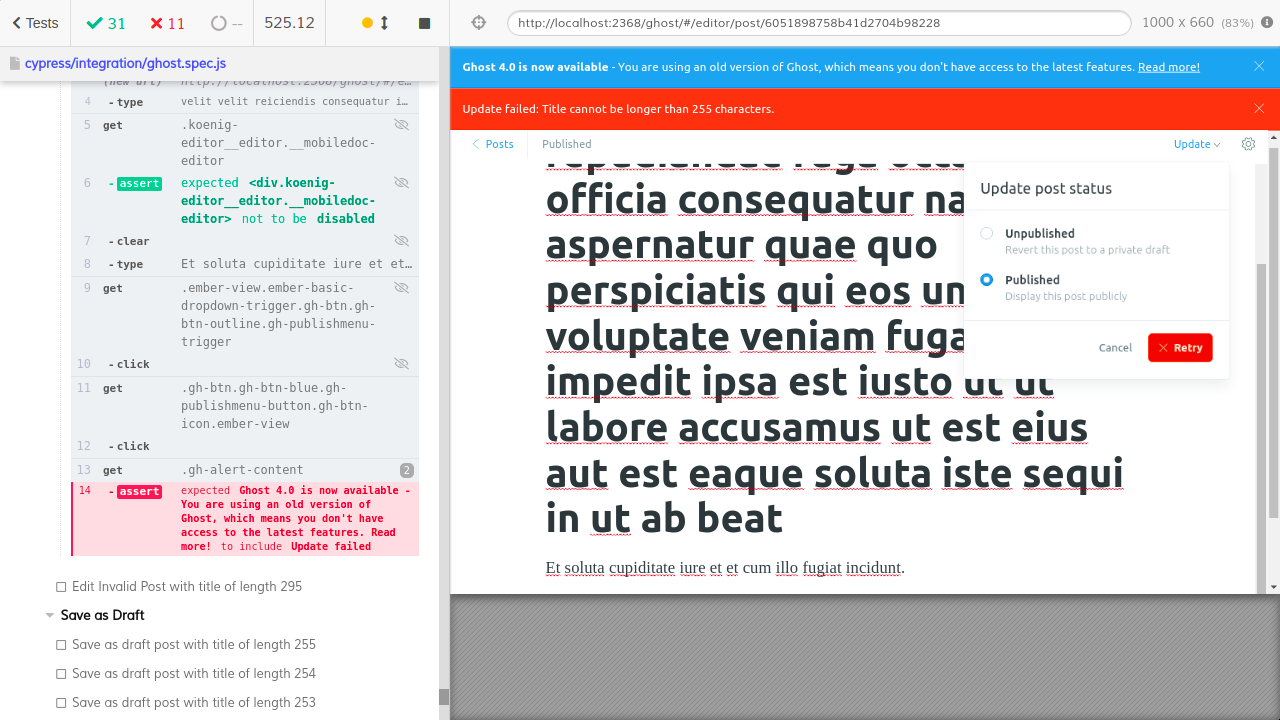 Tests 31 11 -- 525.12
http://localhost:2368/ghost/#/editor/post/6051898758b41d2704b98228 1000 x 660 (83%)
cypress/integration/ghost.spec.js
(new url) http://localhost:2368/ghost/#/e…
4 - type velit velit reiciendis consequatur i…
5 get .koenig-
editor__editor.__mobiledoc-
editor
6 - assert expected <div.koenig-
editor__editor.__mobiledoc-
editor> not to be disabled
7 - clear
8 - type Et soluta cupiditate iure et et…
9 get .ember-view.ember-basic-
dropdown-trigger.gh-btn.gh-
btn-outline.gh-publishmenu-
trigger
10 - click
11 get .gh-btn.gh-btn-blue.gh-
publishmenu-button.gh-btn-
icon.ember-view
12 - click
13 get .gh-alert-content 2
14 - assert expected Ghost 4.0 is now available -
You are using an old version of
Ghost, which means you don't have
access to the latest features. Read
more! to include Update failed
Edit Invalid Post with title of length 295
Save as Draft
Save as draft post with title of length 255
Save as draft post with title of length 254
Save as draft post with title of length 253
Ghost 4.0 is now available - You are using an old version of Ghost, which means you don't have access to the latest features. Read more!
Update failed: Title cannot be longer than 255 characters.
Posts Published Update
officia consequatur na
aspernatur quae quo
perspiciatis qui eos un
voluptate veniam fuga
impedit ipsa est iusto ut ut
labore accusamus ut est eius
aut est eaque soluta iste sequi
in ut ab beat
Et soluta cupiditate iure et et cum illo fugiat incidunt.
Update post status
Unpublished
Revert this post to a private draft
Published
Display this post publicly
Cancel Retry